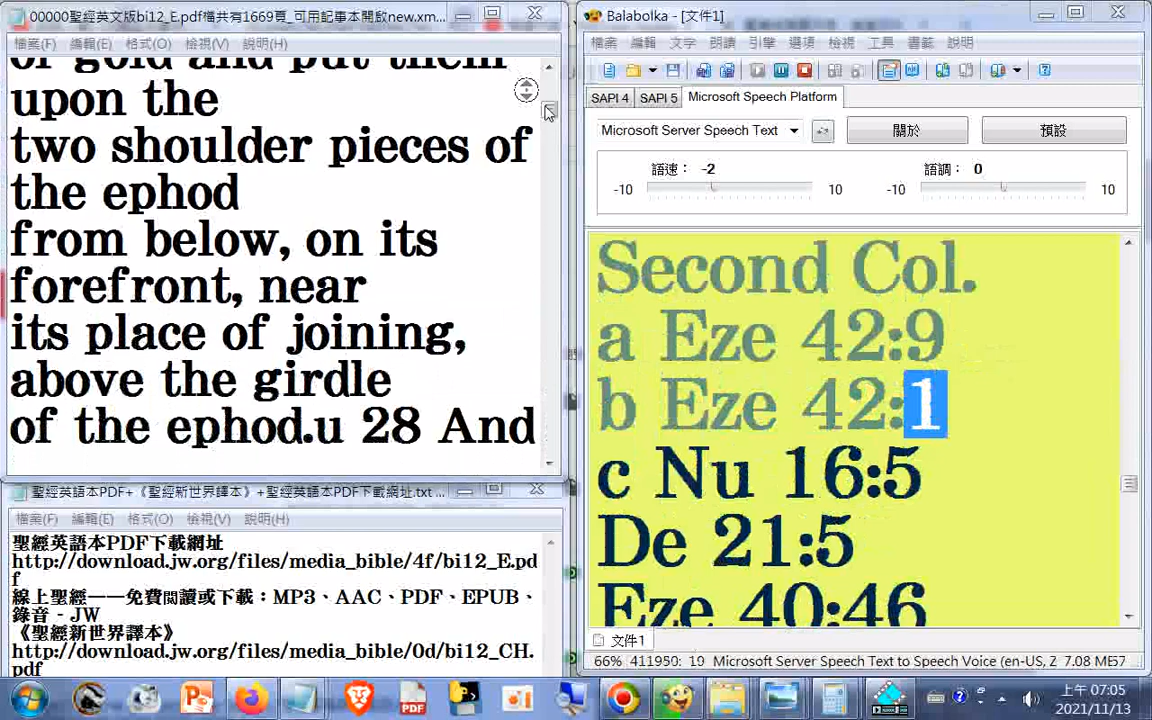 00000聖經英文版bi12_E.pdf檔共有1669頁_可用記事本開啟new.xm...
檔案(F) 編輯(E) 格式(O) 檢視(V) 說明(H)
of gold and put them
upon the
two shoulder pieces of
the ephod
from below, on its
forefront, near
its place of joining,
above the girdle
of the ephod.u 28 And
聖經英語本PDF+《聖經新世界譯本》+聖經英語本PDF下載網址.txt ...
檔案(F) 編輯(E) 格式(O) 檢視(V) 說明(H)
聖經英語本PDF下載網址
http://download.jw.org/files/media_bible/4f/bi12_E.pd
f
線上聖經——免費閱讀或下載：MP3、AAC、PDF、EPUB、
錄音 - JW
《聖經新世界譯本》
http://download.jw.org/files/media_bible/0d/bi12_CH.
pdf
Balabolka - [文件1]
檔案 編輯 文字 朗讀 引擎 選項 檢視 工具 書籤 說明
SAPI 4 SAPI 5 Microsoft Speech Platform
Microsoft Server Speech Text 關於 預設
語速： -2 語調： 0
-10 10 -10 10
Second Col.
a Eze 42:9
b Eze 42:1
c Nu 16:5
De 21:5
Eze 40:46
文件1
66% 411950: 19 Microsoft Server Speech Text to Speech Voice (en-US, Z 7.08 ME57
PDF
上午 07:05
2021/11/13